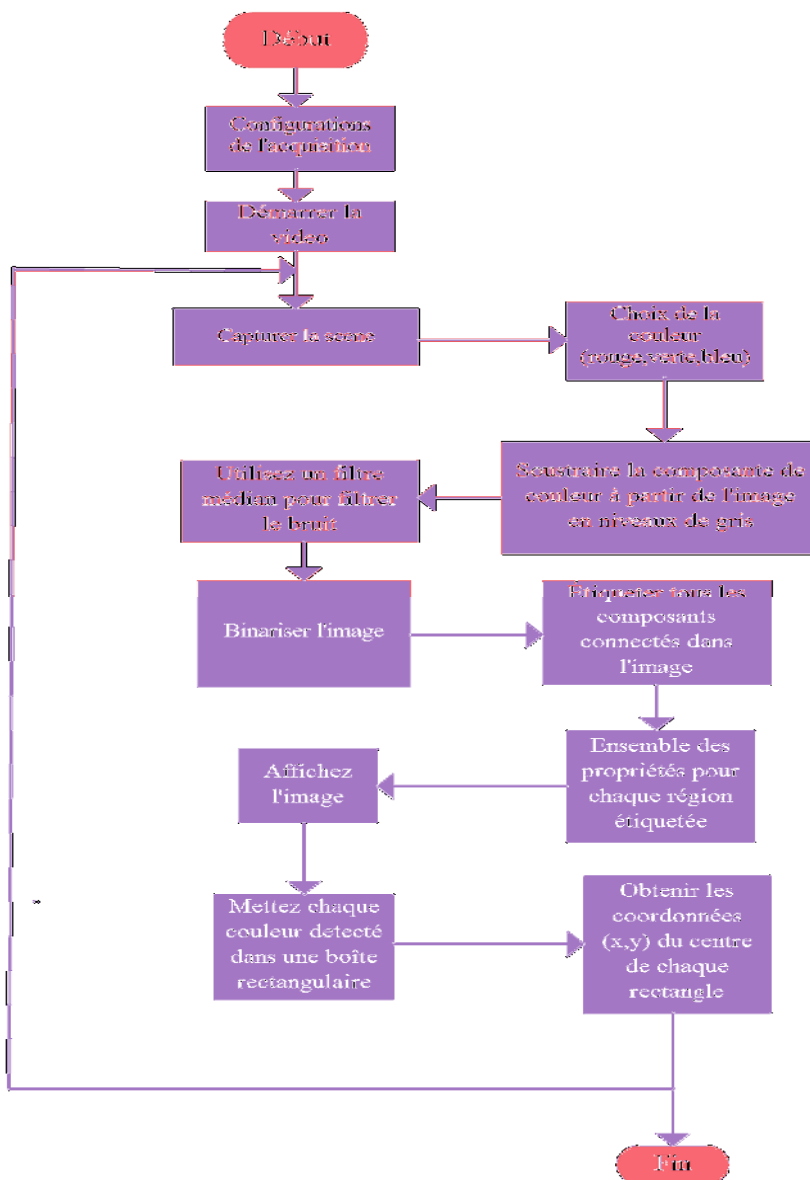 Début
Configurations
de l'acquisition
Démarrer la
video
Capturer la scene
Choix de la
couleur
(rouge,verte,bleu)
Soustraire la composante de
couleur à partir de l'image
en niveaux de gris
Utilisez un filtre
médian pour filtrer
le bruit
Binariser l'image
Etiqueter tous les
composants
connectés dans
l'image
Ensemble des
propriétés pour
chaque région
étiquetée
Affichez
l'image
Mettez chaque
couleur detecté
dans une boîte
rectangulaire
Obtenir les
coordonnées
(x,y) du centre
de chaque
rectangle
Fin